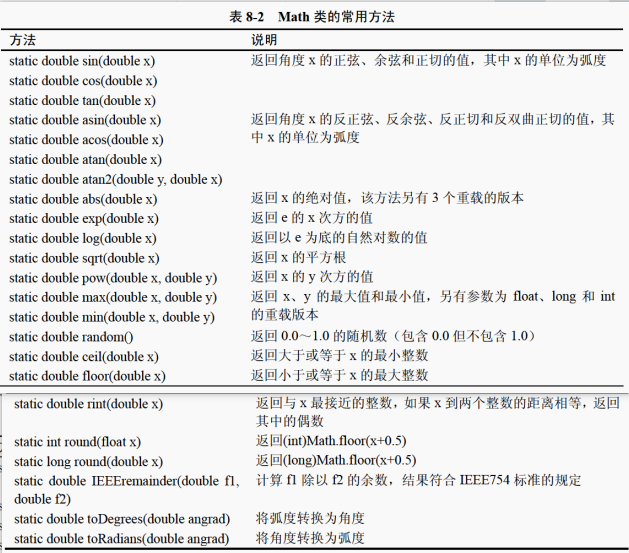 表 8-2 Math 类的常用方法
方法 说明
static double sin(double x) 返回角度 x 的正弦、余弦和正切的值，其中 x 的单位为弧度
static double cos(double x)
static double tan(double x)
static double asin(double x) 返回角度 x 的反正弦、反余弦、反正切和反双曲正切的值，其
static double acos(double x) 中 x 的单位为弧度
static double atan(double x)
static double atan2(double y, double x)
static double abs(double x) 返回 x 的绝对值，该方法另有 3 个重载的版本
static double exp(double x) 返回 e 的 x 次方的值
static double log(double x) 返回以 e 为底的自然对数的值
static double sqrt(double x) 返回 x 的平方根
static double pow(double x, double y) 返回 x 的 y 次方的值
static double max(double x, double y) 返回 x、y 的最大值和最小值，另有参数为 float、long 和 int
static double min(double x, double y) 的重载版本
static double random() 返回 0.0～1.0 的随机数（包含 0.0 但不包含 1.0）
static double ceil(double x) 返回大于或等于 x 的最小整数
static double floor(double x) 返回小于或等于 x 的最大整数
static double rint(double x) 返回与 x 最接近的整数，如果 x 到两个整数的距离相等，返回
其中的偶数
static int round(float x) 返回(int)Math.floor(x+0.5)
static long round(double x) 返回(long)Math.floor(x+0.5)
static double IEEEremainder(double f1, 计算 f1 除以 f2 的余数，结果符合 IEEE754 标准的规定
double f2)
static double toDegrees(double angrad) 将弧度转换为角度
static double toRadians(double angrad) 将角度转换为弧度